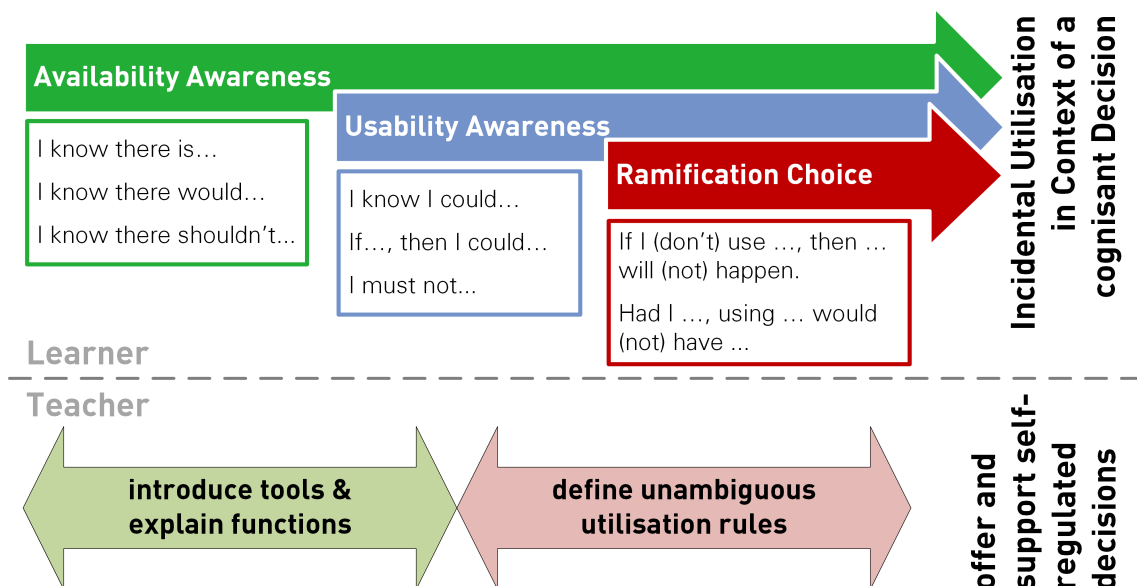 Availability Awareness
I know there is…
I know there would…
I know there shouldn't...
Usability Awareness
I know I could…
If…, then I could…
I must not...
Ramification Choice
If I (don't) use …, then …
will (not) happen.
Had I …, using … would
(not) have ...
Incidental Utilisation
in Context of a
cognisant Decision
Learner
Teacher
introduce tools &
explain functions
define unambiguous
utilisation rules
offer and
support self-
regulated
decisions